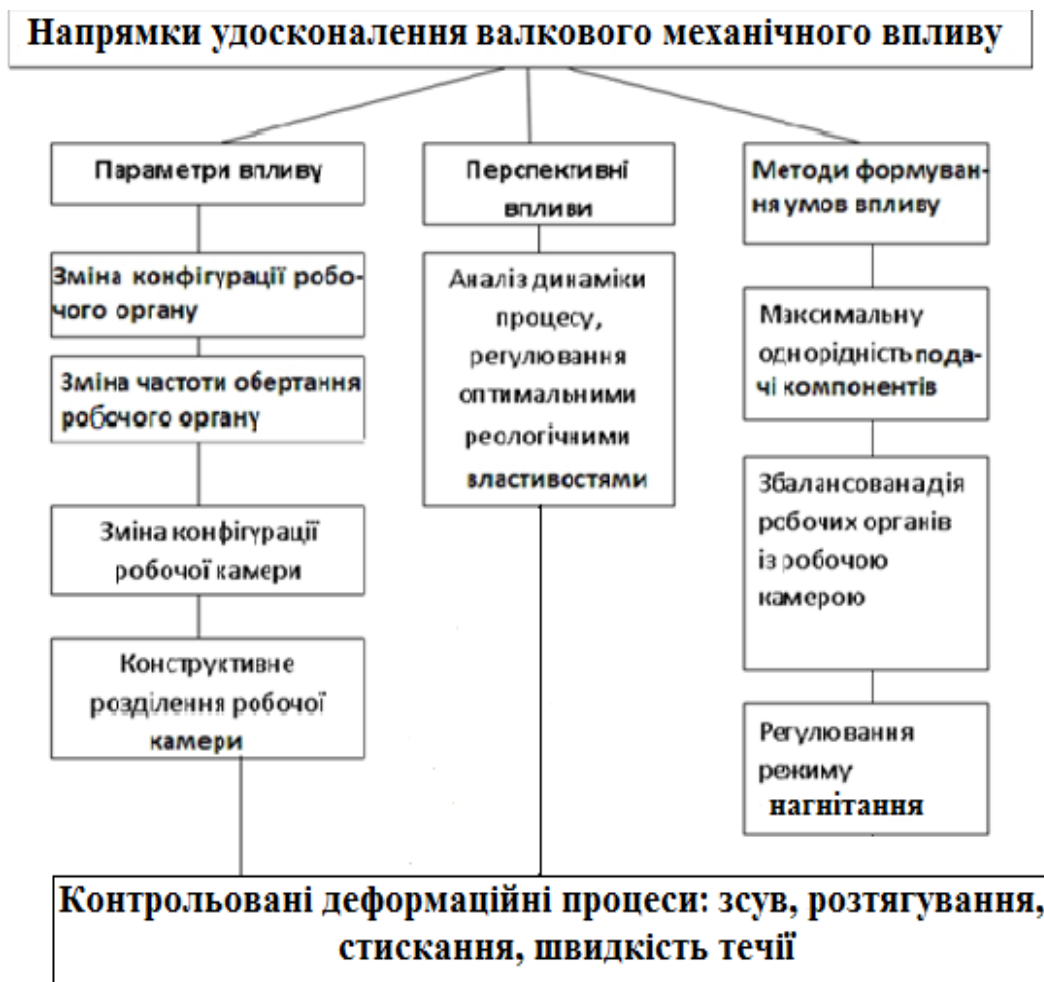 Напрямки удосконалення валкового механічного впливу
Параметри впливу
Зміна конфігурації робо-
чого органу
Зміна частоти обертання
робочого органу
Зміна конфігурації
робочої камери
Конструктивне
розділення робочої
камери
Перспективні
впливи
Аналіз динаміки
процесу,
регулювання
оптимальними
реологічними
властивостями
Методи формуван-
ня умов впливу
Максимальну
однорідність пода-
чі компонентів
Збалансована дія
робочих органів
із робочою
камерою
Регулювання
режиму
нагнітання
Контрольовані деформаційні процеси: зсув, розтягування,
стискання, швидкість течії